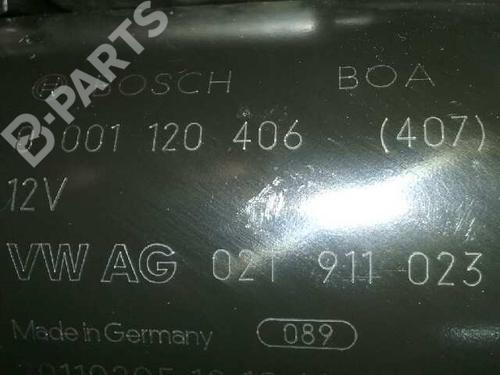 B-PARTS
BOSCH BOA
0 001 120 406 (407)
12V
VW AG 021 911 023
Made in Germany 089